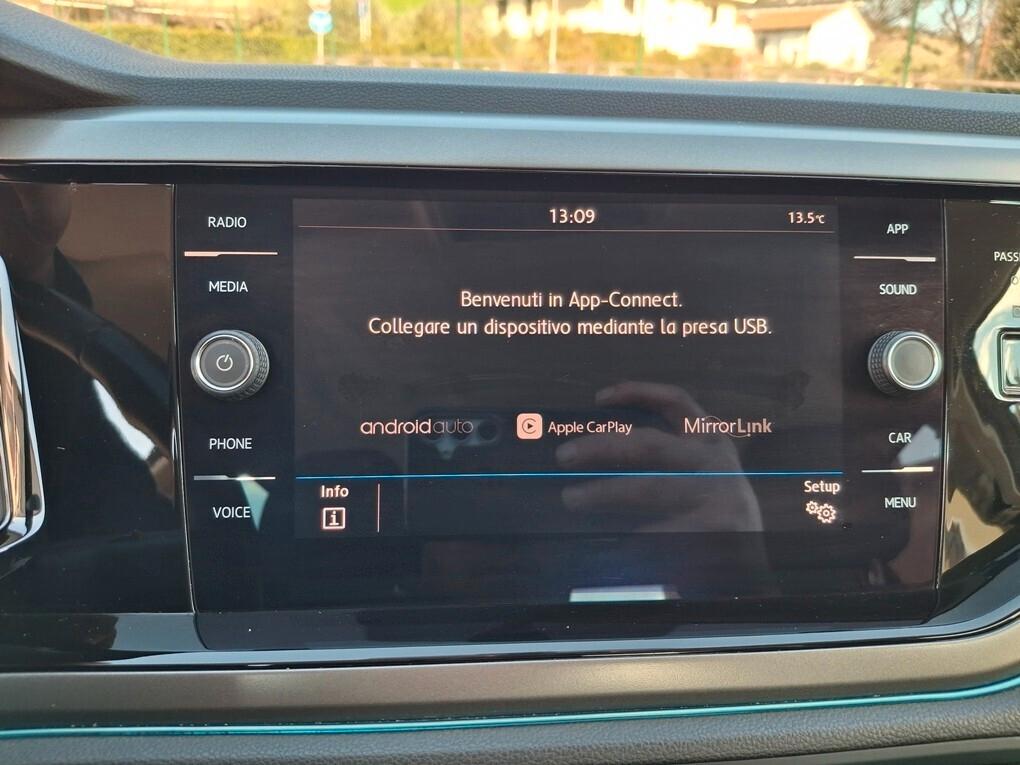 RADIO
MEDIA
PHONE
VOICE
13:09
13.5°C
Benvenuti in App-Connect.
Collegare un dispositivo mediante la presa USB.
androidauto
Apple CarPlay
MirrorLink
Info
i
Setup
APP
SOUND
CAR
MENU
PASS